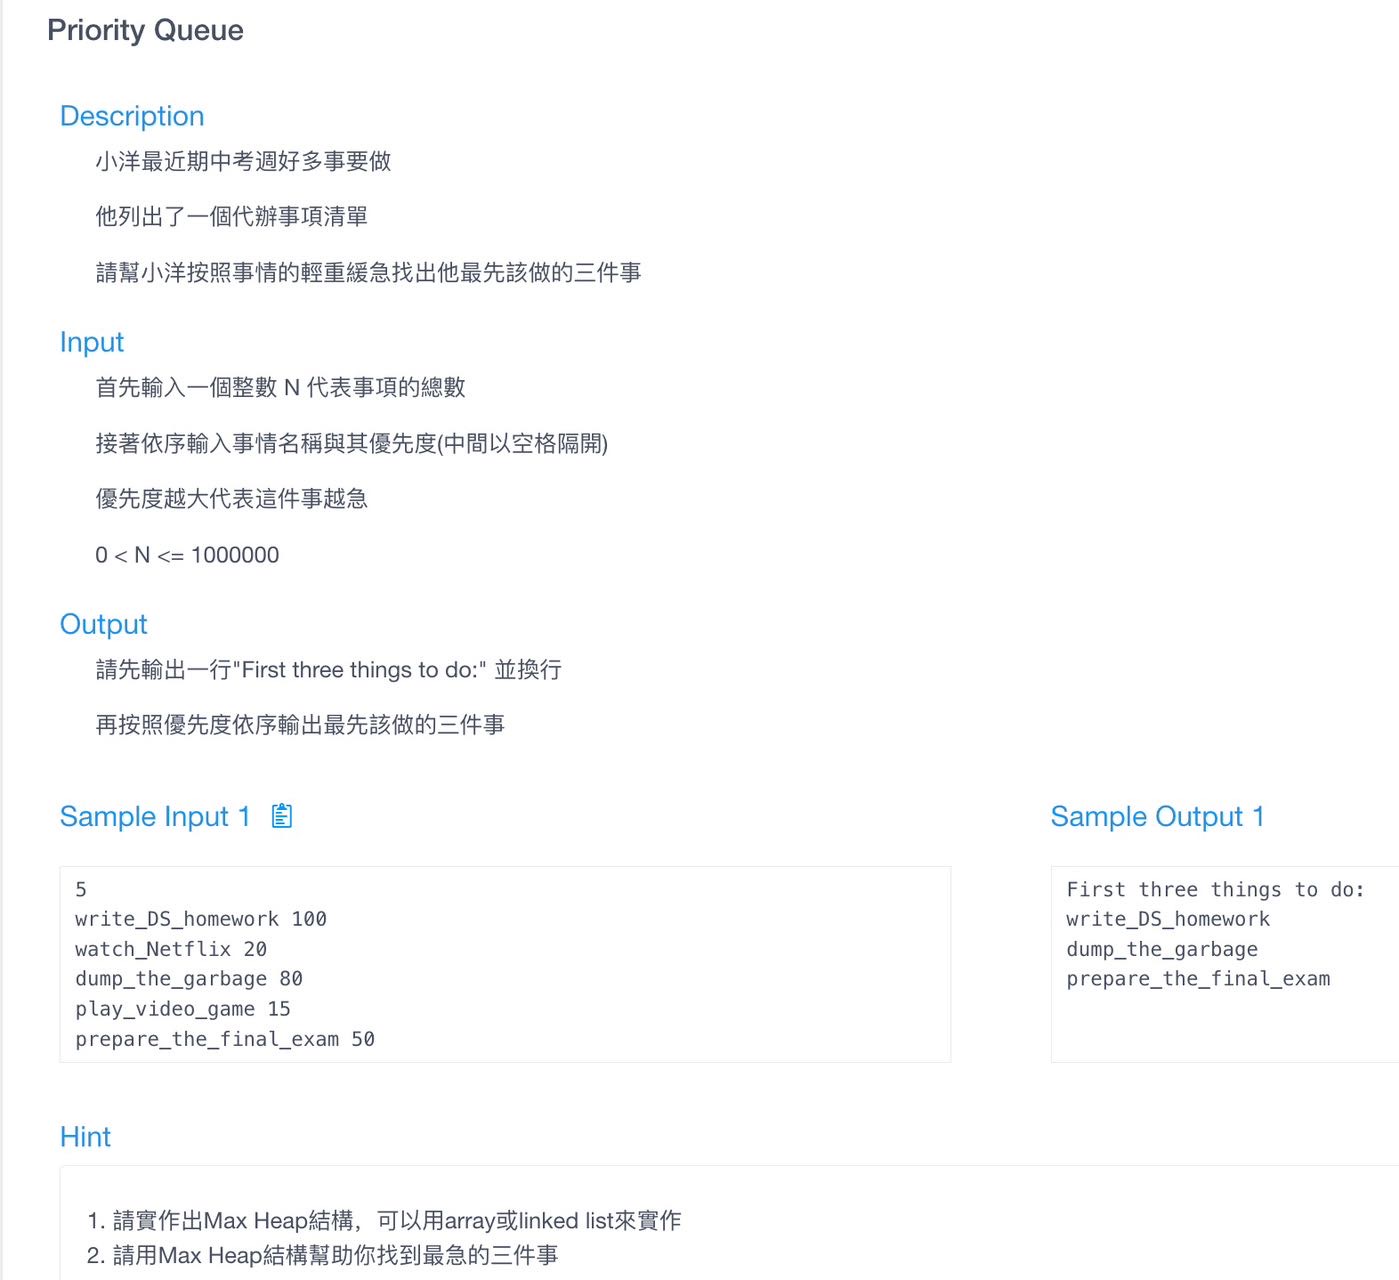 Priority Queue
Description
小洋最近期中考週好多事要做
他列出了一個代辦事項清單
請幫小洋按照事情的輕重緩急找出他最先該做的三件事
Input
首先輸入一個整數 N 代表事項的總數
接著依序輸入事情名稱與其優先度(中間以空格隔開)
優先度越大代表這件事越急
0 < N <= 1000000
Output
請先輸出一行"First three things to do:" 並換行
再按照優先度依序輸出最先該做的三件事
Sample Input 1
5
write_DS_homework 100
watch_Netflix 20
dump_the_garbage 80
play_video_game 15
prepare_the_final_exam 50
Sample Output 1
First three things to do:
write_DS_homework
dump_the_garbage
prepare_the_final_exam
Hint
1. 請實作出Max Heap結構，可以用array或linked list來實作
2. 請用Max Heap結構幫助你找到最急的三件事